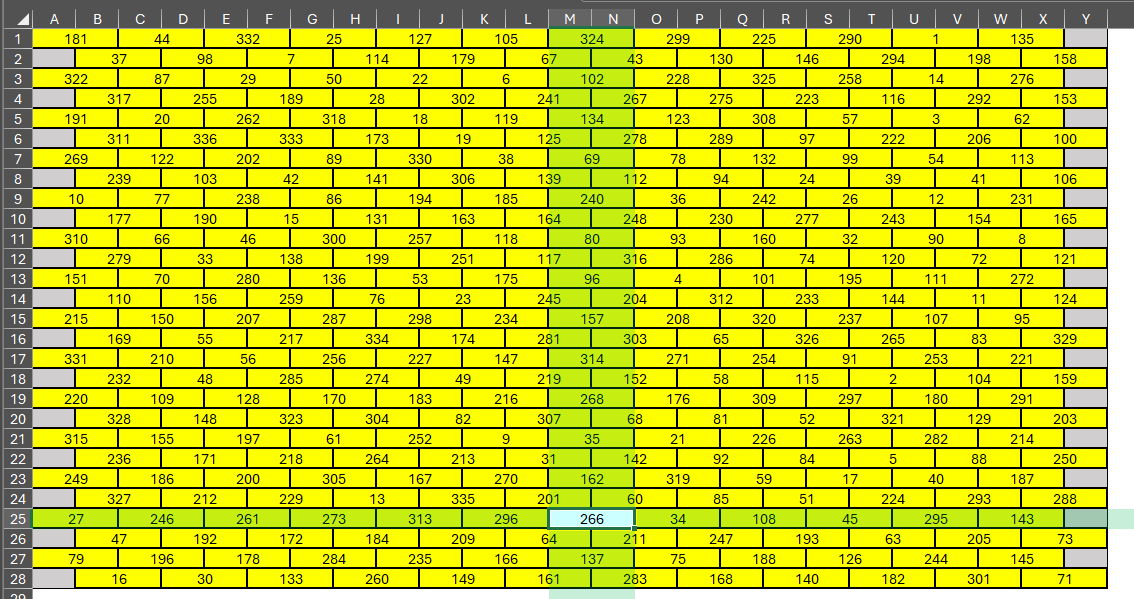 A B C D E F G H I J K L M N O P Q R S T U V W X Y
1 181 44 332 25 127 105 324 299 225 290 1 135
2 37 98 7 114 179 67 43 130 146 294 198 158
3 322 87 29 50 22 6 102 228 325 258 14 276
4 317 255 189 28 302 241 267 275 223 116 292 153
5 191 20 262 318 18 119 134 123 308 57 3 62
6 311 336 333 173 19 125 278 289 97 222 206 100
7 269 122 202 89 330 38 69 78 132 99 54 113
8 239 103 42 141 306 139 112 94 24 39 41 106
9 10 77 238 86 194 185 240 36 242 26 12 231
10 177 190 15 131 163 164 248 230 277 243 154 165
11 310 66 46 300 257 118 80 93 160 32 90 8
12 279 33 138 199 251 117 316 286 74 120 72 121
13 151 70 280 136 53 175 96 4 101 195 111 272
14 110 156 259 76 23 245 204 312 233 144 11 124
15 215 150 207 287 298 234 157 208 320 237 107 95
16 169 55 217 334 174 281 303 65 326 265 83 329
17 331 210 56 256 227 147 314 271 254 91 253 221
18 232 48 285 274 49 219 152 58 115 2 104 159
19 220 109 128 170 183 216 268 176 309 297 180 291
20 328 148 323 304 82 307 68 81 52 321 129 203
21 315 155 197 61 252 9 35 21 226 263 282 214
22 236 171 218 264 213 31 142 92 84 5 88 250
23 249 186 200 305 167 270 162 319 59 17 40 187
24 327 212 229 13 335 201 60 85 51 224 293 288
25 27 246 261 273 313 296 266 34 108 45 295 143
26 47 192 172 184 209 64 211 247 193 63 205 73
27 79 196 178 284 235 166 137 75 188 126 244 145
28 16 30 133 260 149 161 283 168 140 182 301 71
29